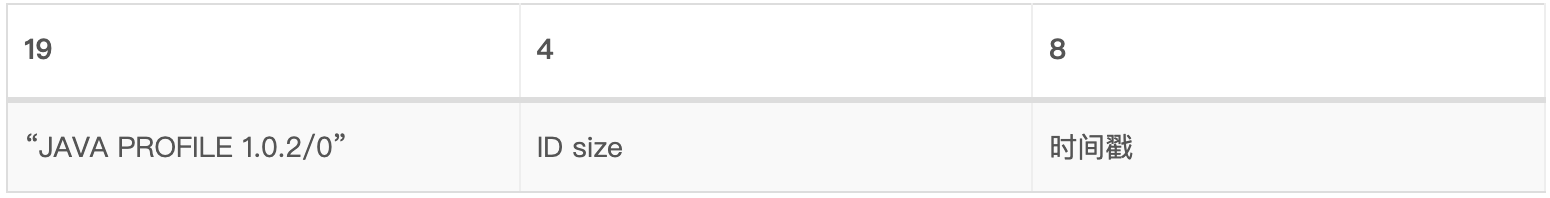 19 4 8
“JAVA PROFILE 1.0.2/0” ID size 时间戳